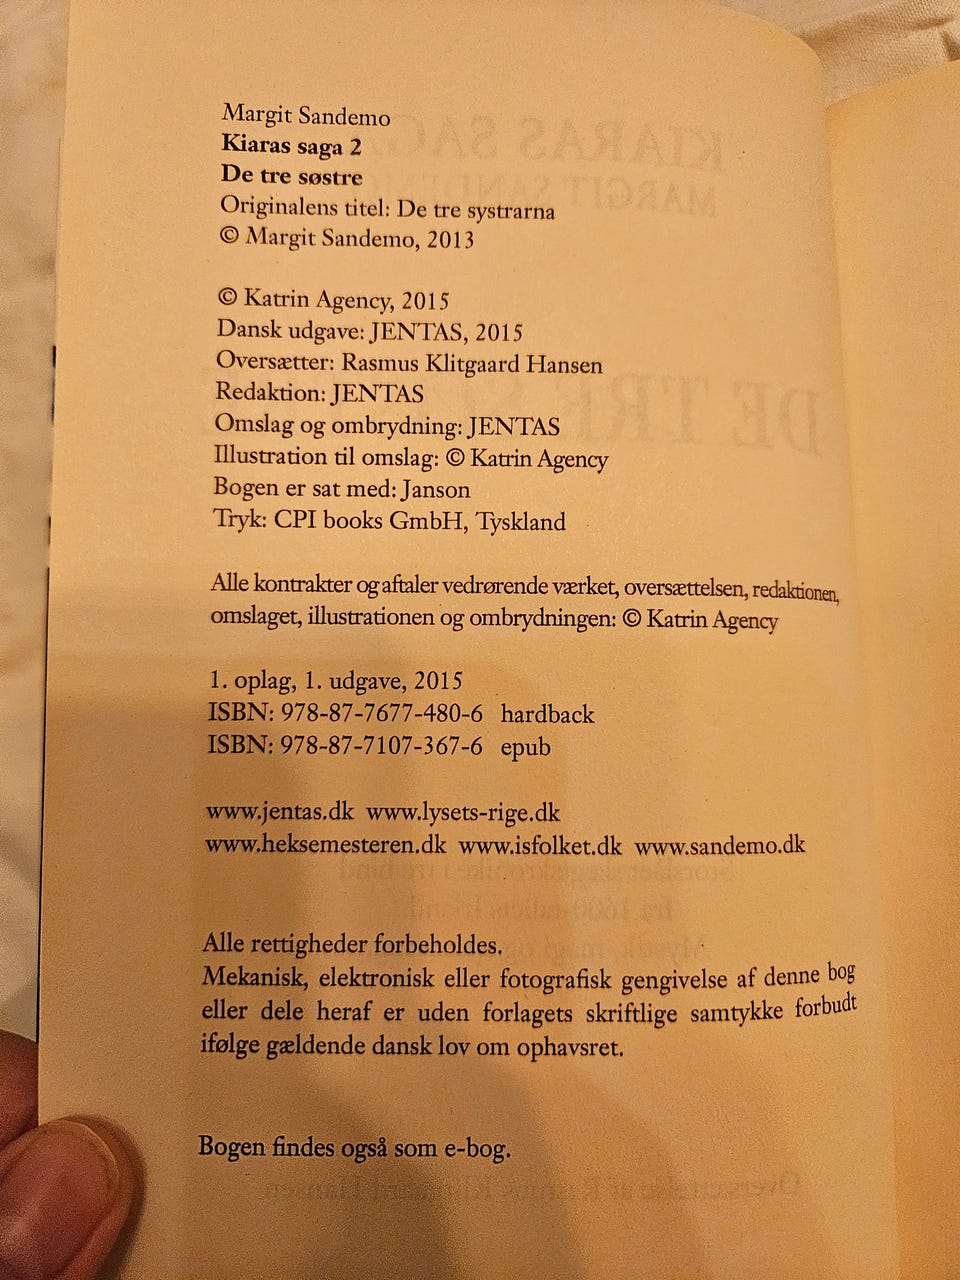 Margit Sandemo
Kiaras saga 2
De tre søstre
Originalens titel: De tre systrarna
© Margit Sandemo, 2013
© Katrin Agency, 2015
Dansk udgave: JENTAS, 2015
Oversætter: Rasmus Klitgaard Hansen
Redaktion: JENTAS
Omslag og ombrydning: JENTAS
Illustration til omslag: © Katrin Agency
Bogen er sat med: Janson
Tryk: CPI books GmbH, Tyskland
Alle kontrakter og aftaler vedrørende værket, oversættelsen, redaktionen,
omslaget, illustrationen og ombrydningen: © Katrin Agency
1. oplag, 1. udgave, 2015
ISBN: 978-87-7677-480-6 hardback
ISBN: 978-87-7107-367-6 epub
www.jentas.dk www.lysets-rige.dk
www.heksemesteren.dk www.isfolket.dk www.sandemo.dk
Alle rettigheder forbeholdes.
Mekanisk, elektronisk eller fotografisk gengivelse af denne bog
eller dele heraf er uden forlagets skriftlige samtykke forbudt
ifølge gældende dansk lov om ophavsret.
Bogen findes også som e-bog.